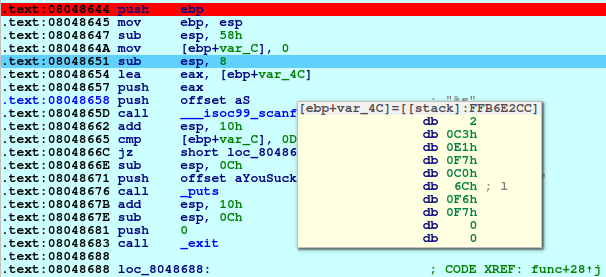 .text:08048644 push ebp
.text:08048645 mov ebp, esp
.text:08048647 sub esp, 58h
.text:0804864A mov [ebp+var_C], 0
.text:08048651 sub esp, 8
.text:08048654 lea eax, [ebp+var_4C]
.text:08048657 push eax
.text:08048658 push offset aS ; "%s"
.text:0804865D call ___isoc99_scanf
.text:08048662 add esp, 10h
.text:08048665 cmp [ebp+var_C], 0D
.text:0804866C jz short loc_80486
.text:0804866E sub esp, 0Ch
.text:08048671 push offset aYouSuck
.text:08048676 call _puts
.text:0804867B add esp, 10h
.text:0804867E sub esp, 0Ch
.text:08048681 push 0
.text:08048683 call _exit
.text:08048688
.text:08048688 loc_8048688: ; CODE XREF: func+28↑j
[ebp+var_4C]=[[stack]:FFB6E2CC]
db 2
db 0C3h
db 0E1h
db 0F7h
db 0C0h
db 6Ch ; l
db 0F6h
db 0F7h
db 0
db 0